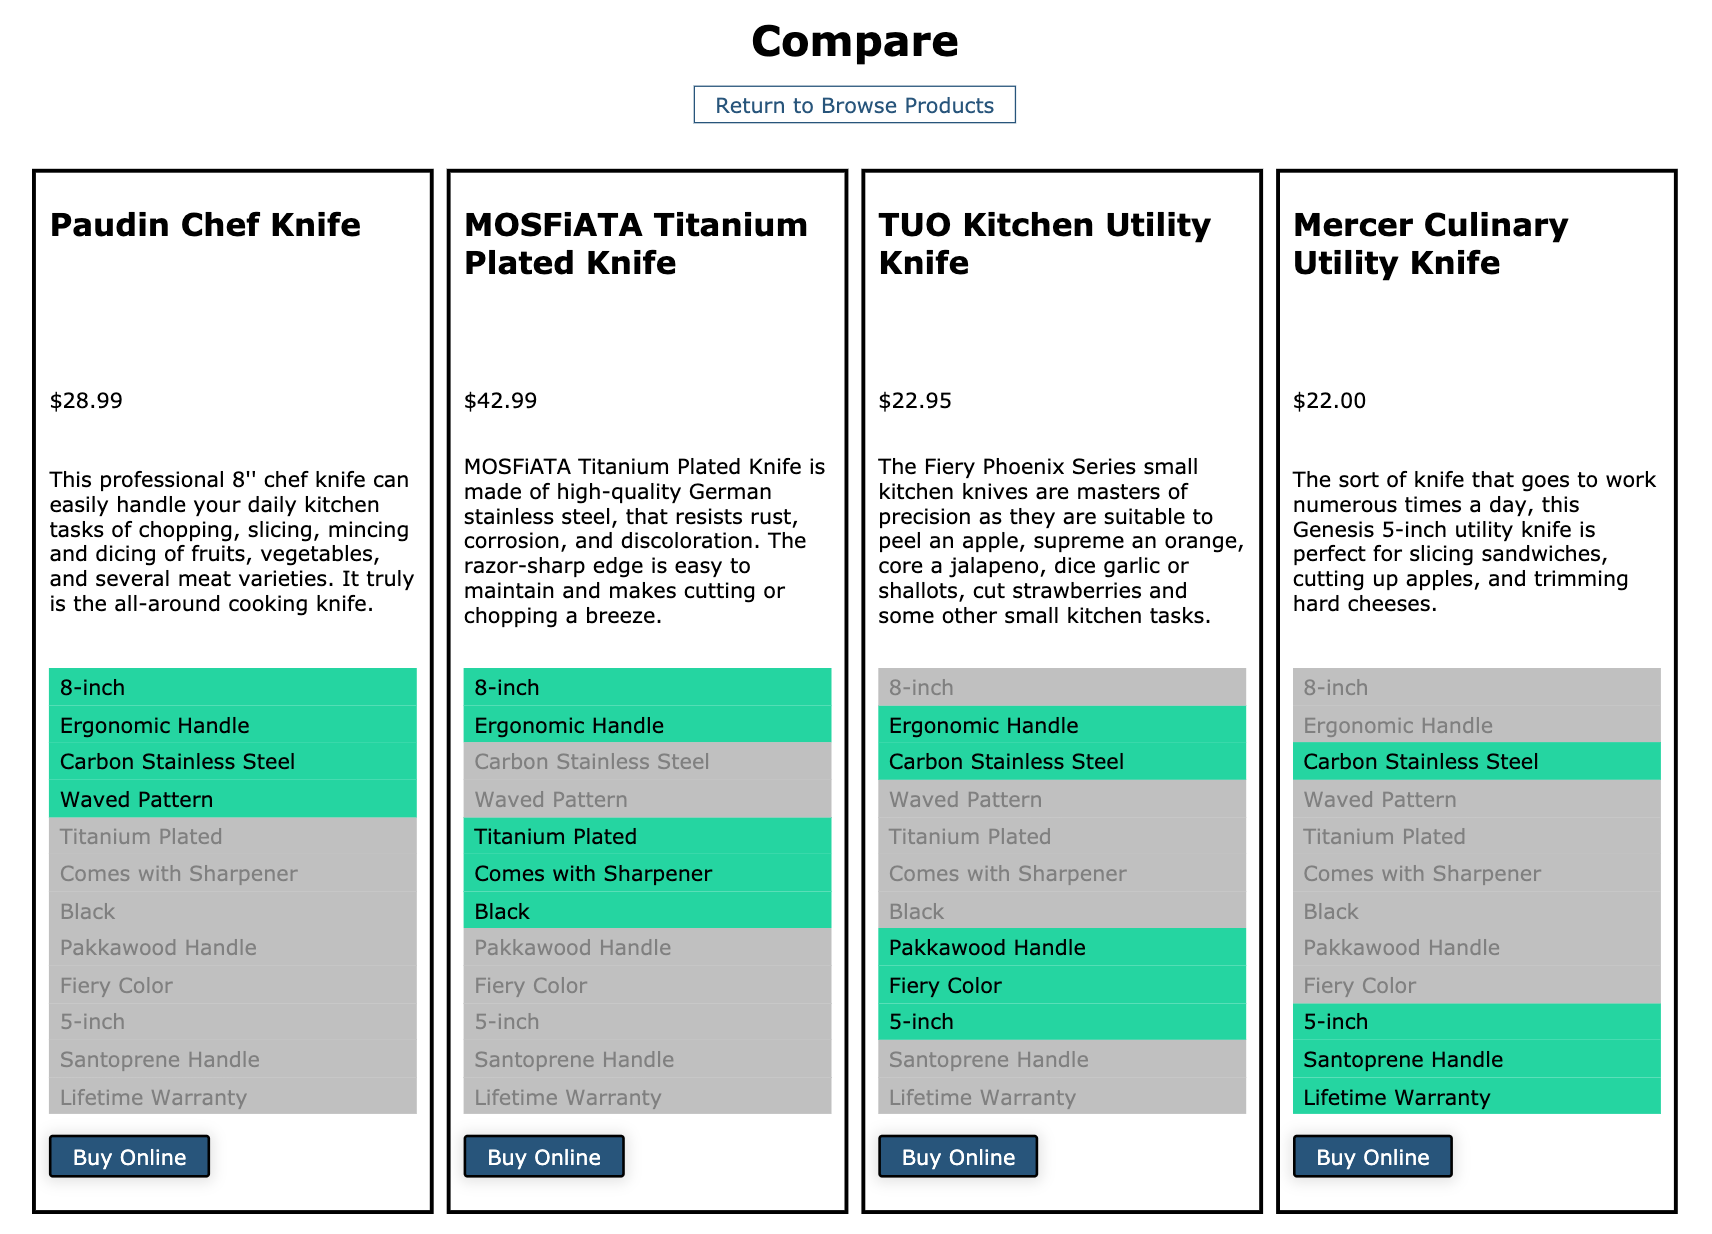 Compare
Return to Browse Products
Paudin Chef Knife
$28.99
This professional 8'' chef knife can
easily handle your daily kitchen
tasks of chopping, slicing, mincing
and dicing of fruits, vegetables,
and several meat varieties. It truly
is the all-around cooking knife.
8-inch
Ergonomic Handle
Carbon Stainless Steel
Waved Pattern
Titanium Plated
Comes with Sharpener
Black
Pakkawood Handle
Fiery Color
5-inch
Santoprene Handle
Lifetime Warranty
Buy Online
MOSFiATA Titanium
Plated Knife
$42.99
MOSFiATA Titanium Plated Knife is
made of high-quality German
stainless steel, that resists rust,
corrosion, and discoloration. The
razor-sharp edge is easy to
maintain and makes cutting or
chopping a breeze.
8-inch
Ergonomic Handle
Carbon Stainless Steel
Waved Pattern
Titanium Plated
Comes with Sharpener
Black
Pakkawood Handle
Fiery Color
5-inch
Santoprene Handle
Lifetime Warranty
Buy Online
TUO Kitchen Utility
Knife
$22.95
The Fiery Phoenix Series small
kitchen knives are masters of
precision as they are suitable to
peel an apple, supreme an orange,
core a jalapeno, dice garlic or
shallots, cut strawberries and
some other small kitchen tasks.
8-inch
Ergonomic Handle
Carbon Stainless Steel
Waved Pattern
Titanium Plated
Comes with Sharpener
Black
Pakkawood Handle
Fiery Color
5-inch
Santoprene Handle
Lifetime Warranty
Buy Online
Mercer Culinary
Utility Knife
$22.00
The sort of knife that goes to work
numerous times a day, this
Genesis 5-inch utility knife is
perfect for slicing sandwiches,
cutting up apples, and trimming
hard cheeses.
8-inch
Ergonomic Handle
Carbon Stainless Steel
Waved Pattern
Titanium Plated
Comes with Sharpener
Black
Pakkawood Handle
Fiery Color
5-inch
Santoprene Handle
Lifetime Warranty
Buy Online